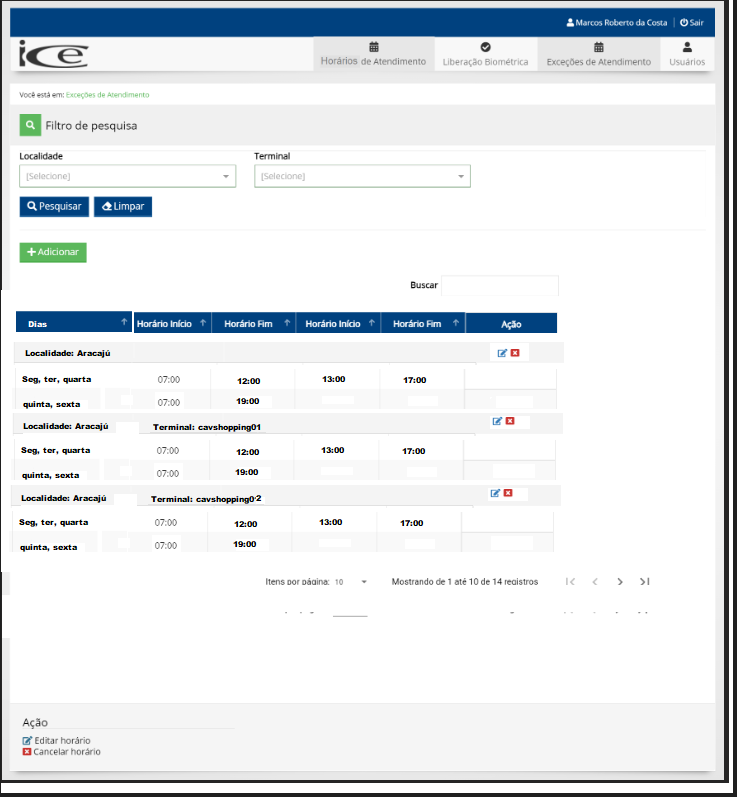 Marcos Roberto da Costa | Sair
ice
Horários de Atendimento Liberação Biométrica Exceções de Atendimento Usuários
Você está em: Exceções de Atendimento
Filtro de pesquisa
Localidade Terminal
[Selecione] [Selecione]
Pesquisar Limpar
Adicionar
Buscar
Dias Horário Início Horário Fim Horário Início Horário Fim Ação
Localidade: Aracajú
Seg, ter, quarta 07:00 12:00 13:00 17:00
quinta, sexta 07:00 19:00
Localidade: Aracajú Terminal: cavshopping01
Seg, ter, quarta 07:00 12:00 13:00 17:00
quinta, sexta 07:00 19:00
Localidade: Aracajú Terminal: cavshopping02
Seg, ter, quarta 07:00 12:00 13:00 17:00
quinta, sexta 07:00 19:00
Itens por página: 10 Mostrando de 1 até 10 de 14 registros
Ação
Editar horário
Cancelar horário